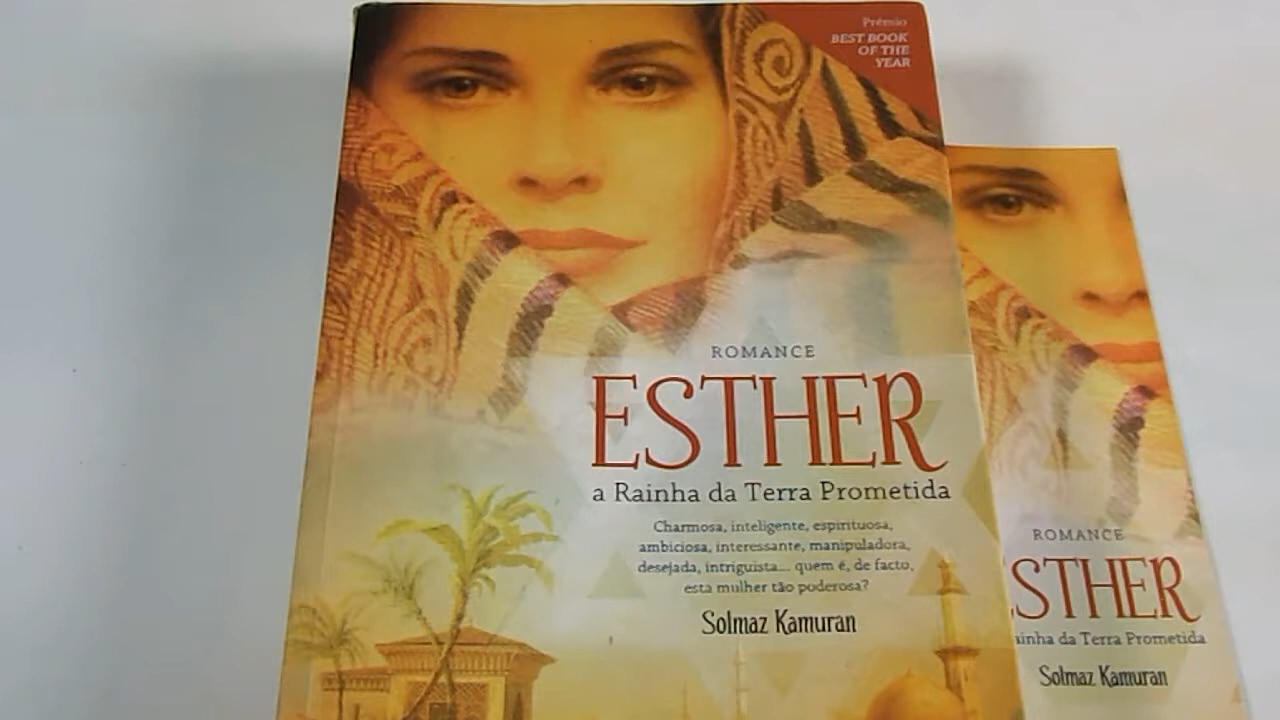 Prémio
BEST BOOK
OF THE
YEAR
ROMANCE
ESTHER
a Rainha da Terra Prometida
Charmosa, inteligente, espirituosa,
ambiciosa, interessante, manipuladora,
desejada, intriguista... quem é, de facto,
esta mulher tão poderosa?
Solmaz Kamuran
ROMANCE
STHER
ainha da Terra Prometida
Solmaz Kamuran